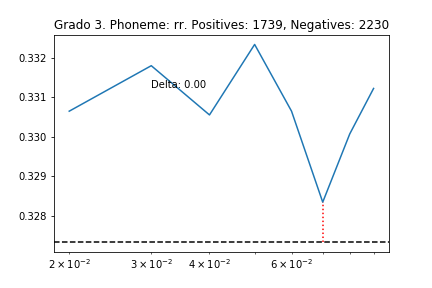 Grado 3. Phoneme: rr. Positives: 1739, Negatives: 2230
0.332
Delta: 0.00
0.331
0.330
0.329
0.328
2 × 10⁻² 3 × 10⁻² 4 × 10⁻² 6 × 10⁻²